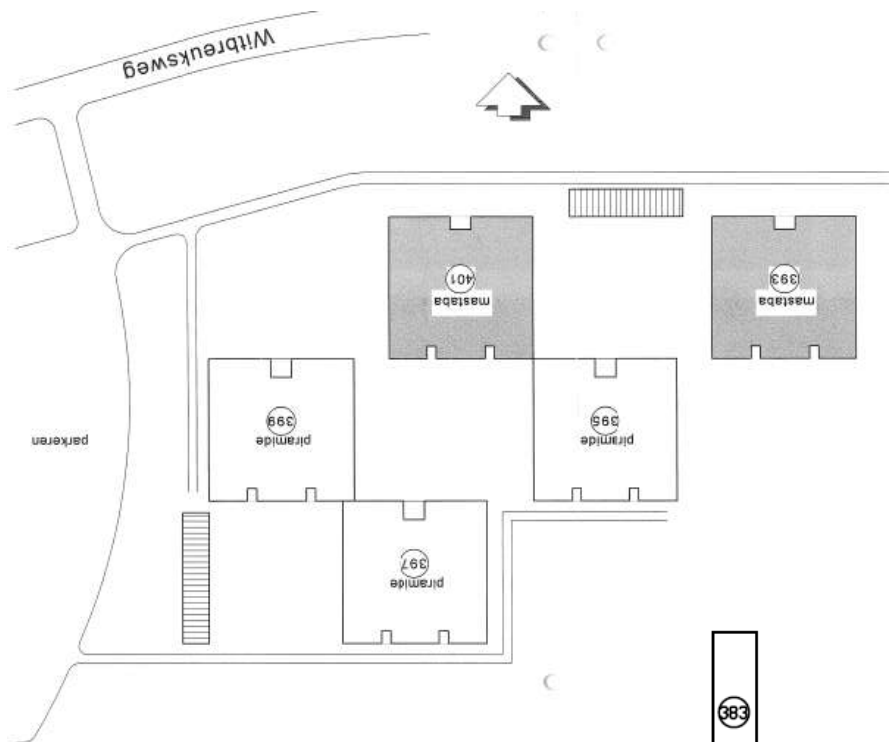 Witbreuksweg
401
mastaba
393
mastaba
399
piramide
395
piramide
parkeren
397
piramide
383